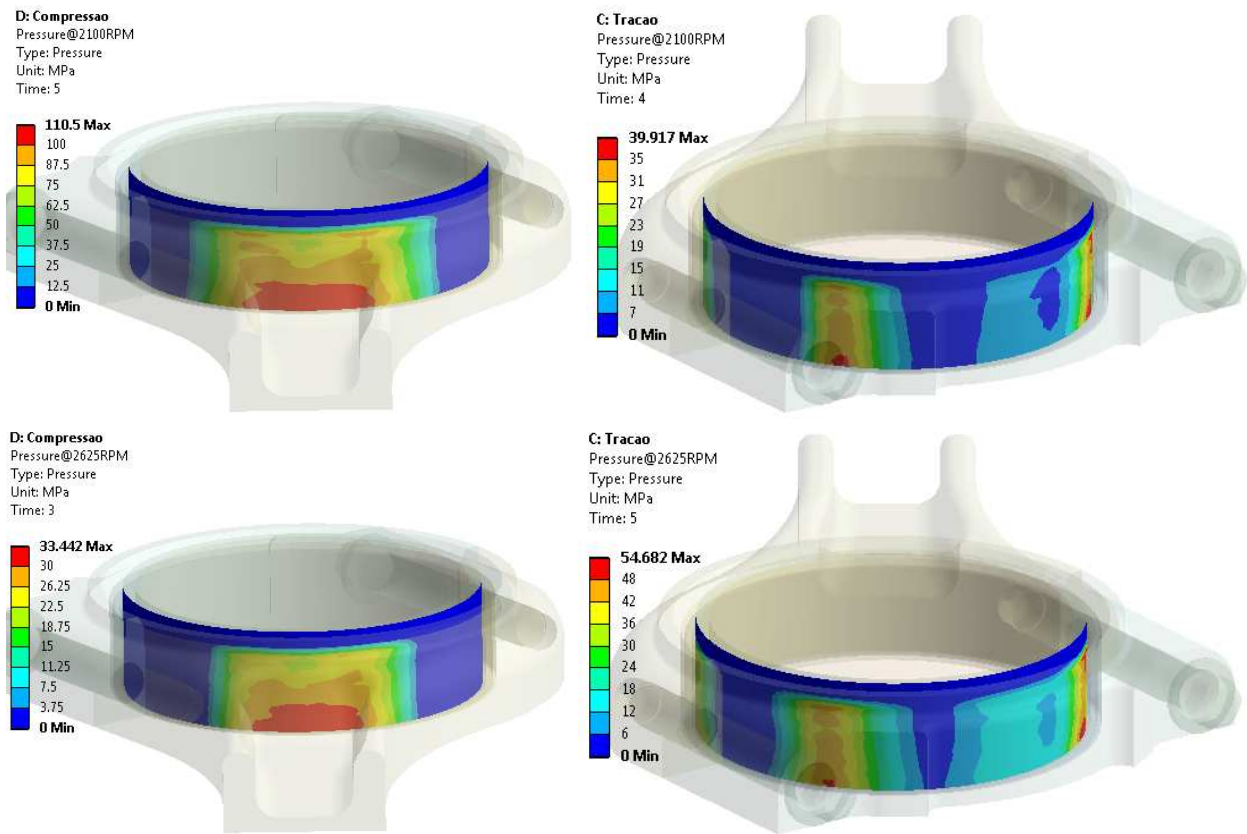 D: Compressao
Pressure@2100RPM
Type: Pressure
Unit: MPa
Time: 5
110.5 Max
100
87.5
75
62.5
50
37.5
25
12.5
0 Min
C: Tracao
Pressure@2100RPM
Type: Pressure
Unit: MPa
Time: 4
39.917 Max
35
31
27
23
19
15
11
7
0 Min
D: Compressao
Pressure@2625RPM
Type: Pressure
Unit: MPa
Time: 3
33.442 Max
30
26.25
22.5
18.75
15
11.25
7.5
3.75
0 Min
C: Tracao
Pressure@2625RPM
Type: Pressure
Unit: MPa
Time: 5
54.682 Max
48
42
36
30
24
18
12
6
0 Min